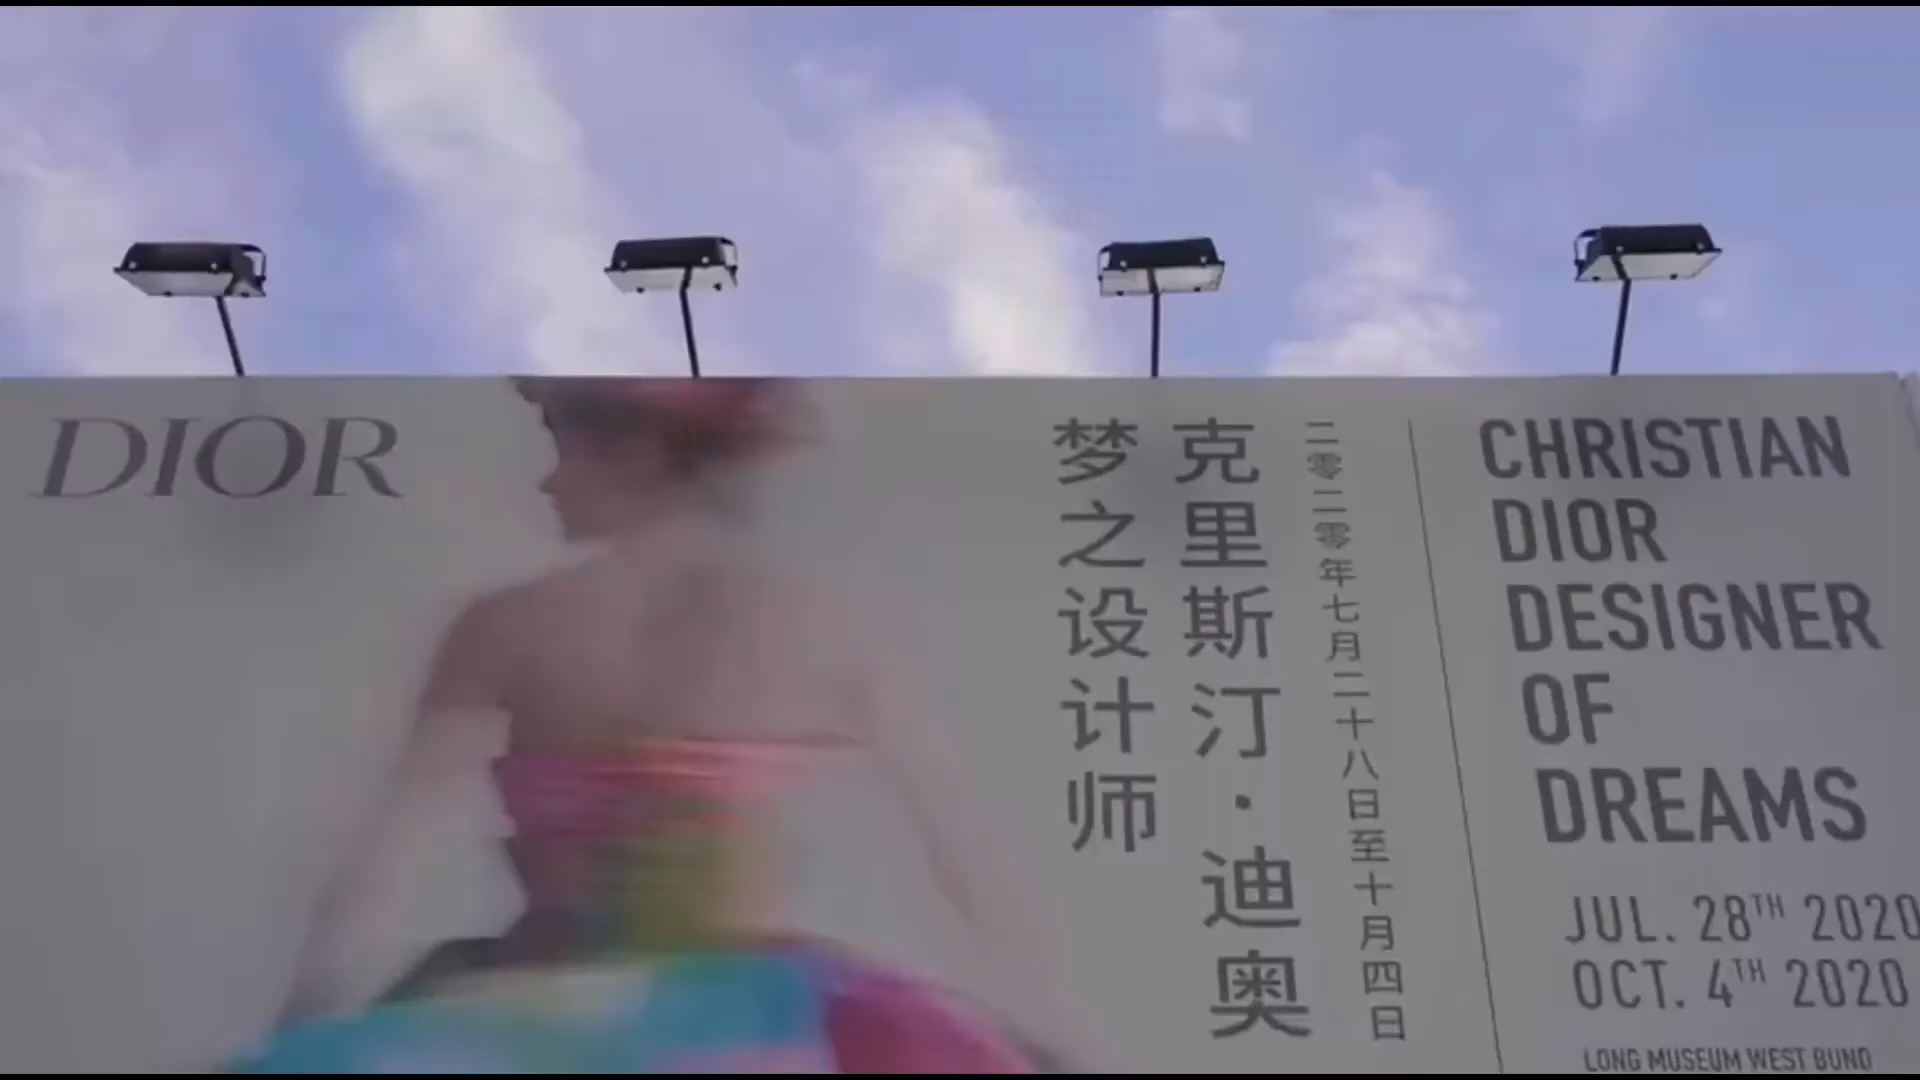 DIOR
克里斯汀·迪奥
梦之设计师
二零二零年七月二十八日至十月四日
CHRISTIAN
DIOR
DESIGNER
OF
DREAMS
JUL. 28TH 2020
OCT. 4TH 2020
LONG MUSEUM WEST BUND